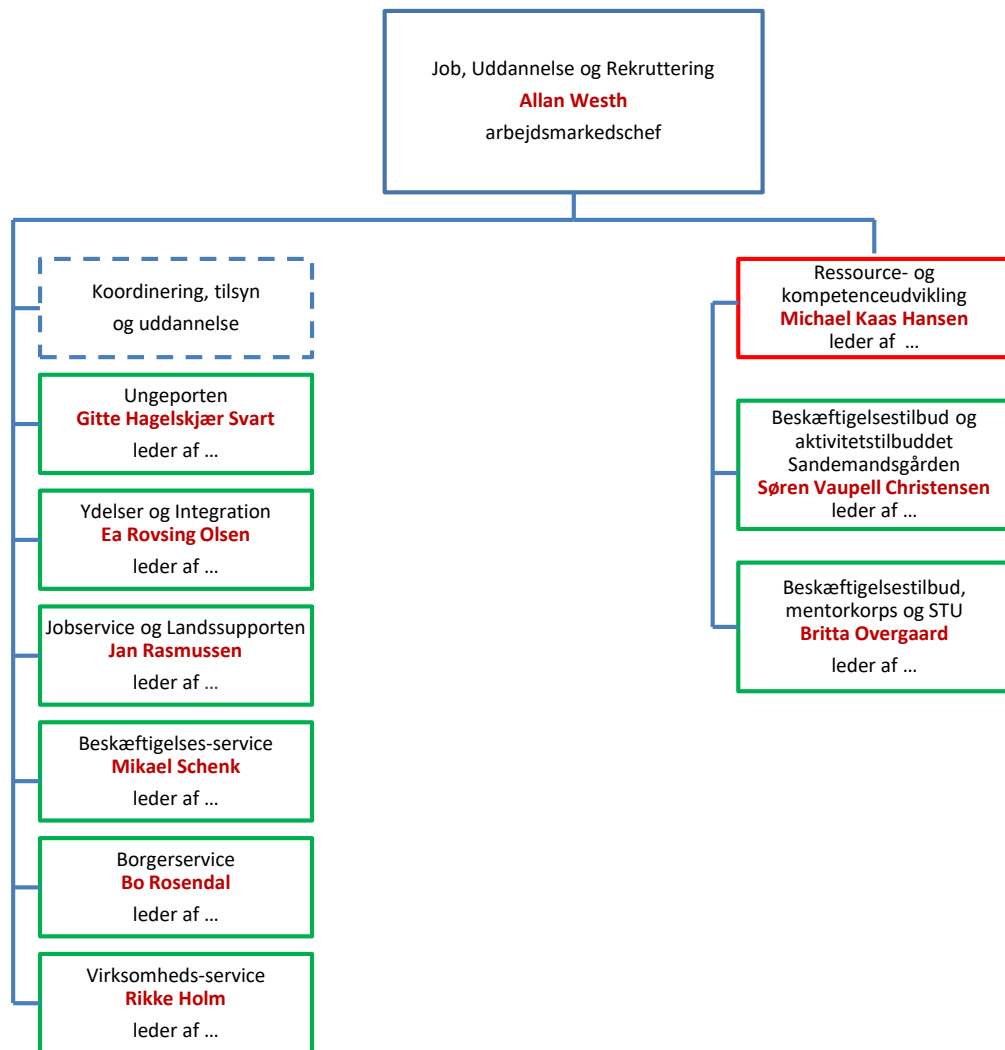 Job, Uddannelse og Rekruttering
Allan Westh
arbejdsmarkedschef
Koordinering, tilsyn
og uddannelse
Ungeporten
Gitte Hagelskjær Svart
leder af ...
Ydelser og Integration
Ea Rovsing Olsen
leder af ...
Jobservice og Landssupporten
Jan Rasmussen
leder af ...
Beskæftigelses-service
Mikael Schenk
leder af ...
Borgerservice
Bo Rosendal
leder af ...
Virksomheds-service
Rikke Holm
leder af ...
Ressource- og
kompetenceudvikling
Michael Kaas Hansen
leder af ...
Beskæftigelsestilbud og
aktivitetstilbuddet
Sandemandsgården
Søren Vaupell Christensen
leder af ...
Beskæftigelsestilbud,
mentorkorps og STU
Britta Overgaard
leder af ...